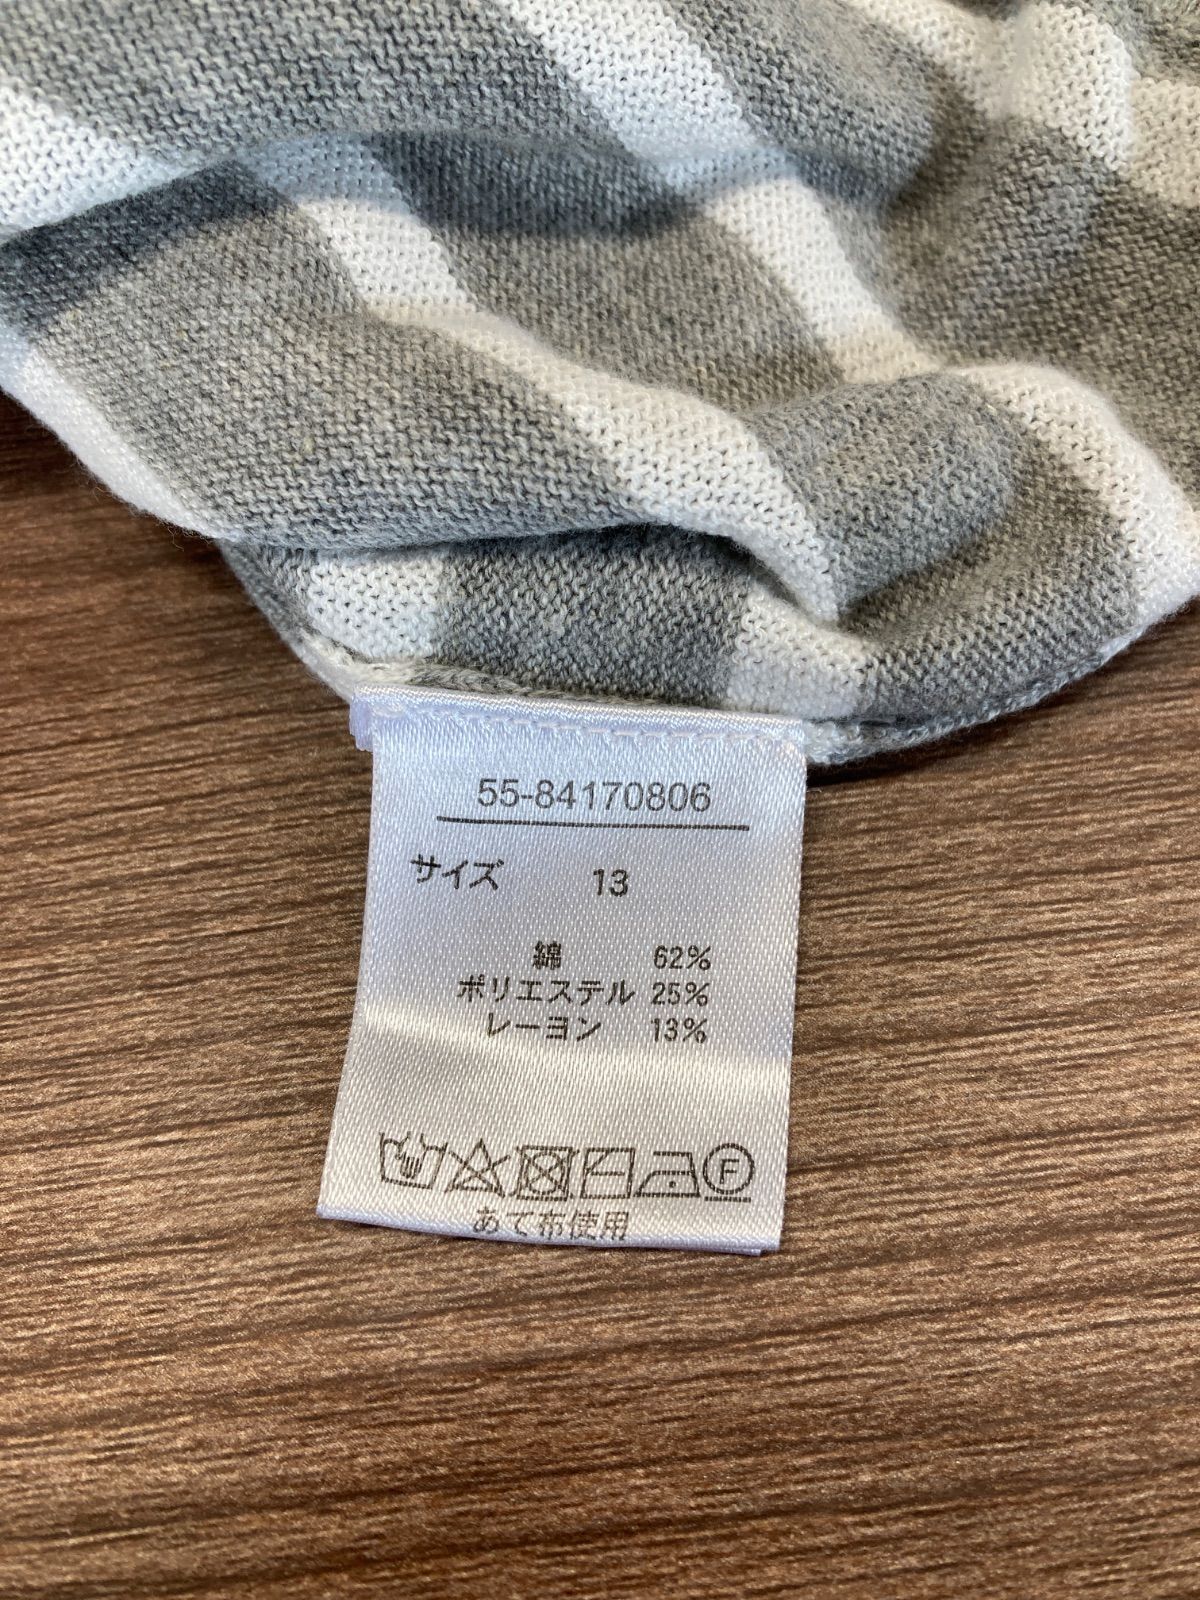 55-84170806
サイズ 13
綿 62%
ポリエステル 25%
レーヨン 13%
F
あて布使用